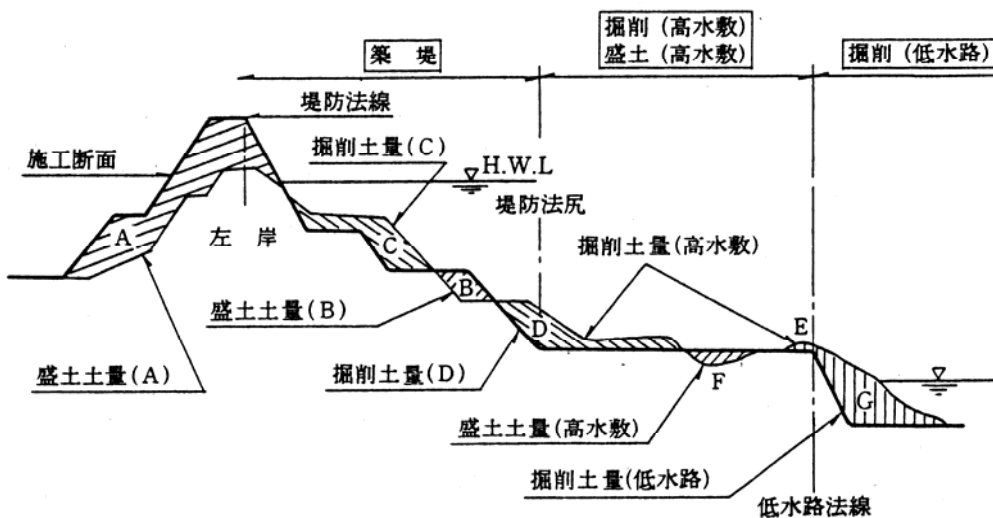 掘削(高水敷)
盛土(高水敷)
築堤
掘削(低水路)
堤防法線
掘削土量(C)
施工断面
H.W.L
堤防法尻
A
左岸
C
掘削土量(高水敷)
盛土土量(B)
B
D
E
盛土土量(A)
掘削土量(D)
F
G
盛土土量(高水敷)
掘削土量(低水路)
低水路法線